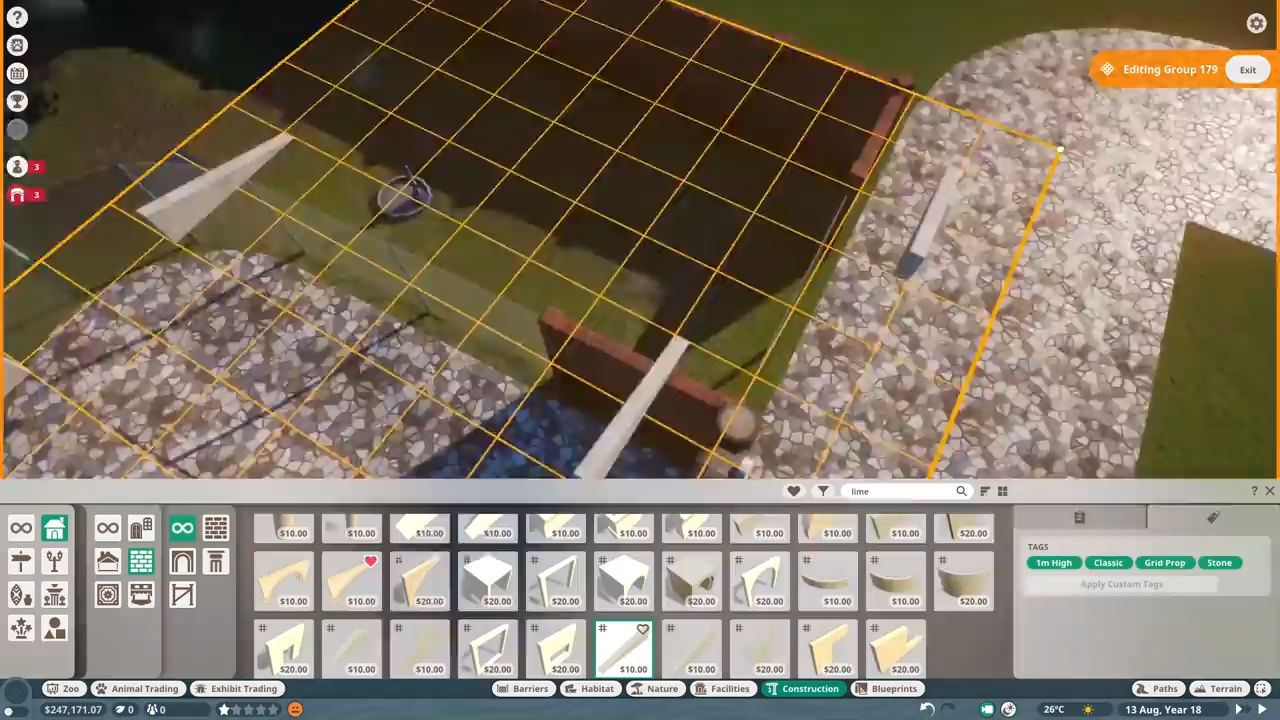 ?
Editing Group 179
Exit
3
3
lime
?
$10.00 $10.00 $10.00 $10.00 $10.00 $10.00 $10.00 $10.00 $10.00 $10.00 $20.00
$10.00 $10.00 $20.00 $20.00 $20.00 $20.00 $20.00 $20.00 $10.00 $10.00 $20.00
$20.00 $10.00 $10.00 $20.00 $20.00 $10.00 $10.00 $20.00 $20.00 $20.00
TAGS
1m High Classic Grid Prop Stone
Apply Custom Tags
Zoo Animal Trading Exhibit Trading Barriers Habitat Nature Facilities Construction Blueprints Paths Terrain
$247,171.07 0 0 26°C 13 Aug, Year 18